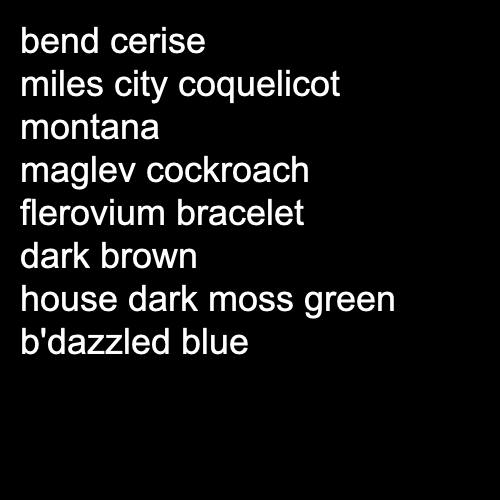 bend cerise
miles city coquelicot
montana
maglev cockroach
flerovium bracelet
dark brown
house dark moss green
b'dazzled blue